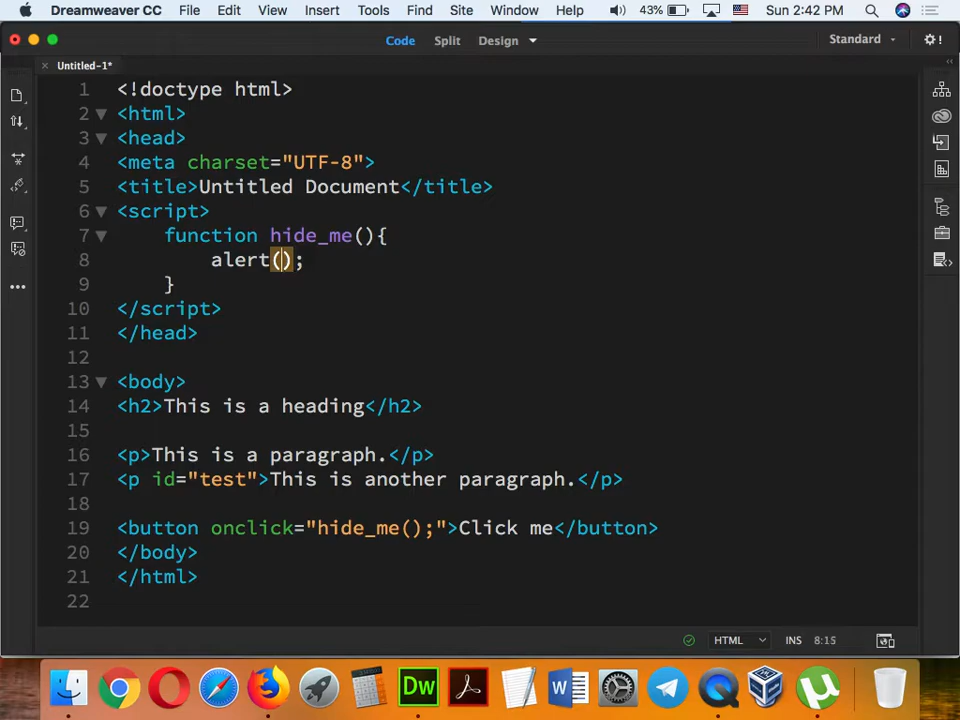 Dreamweaver CC File Edit View Insert Tools Find Site Window Help 43% Sun 2:42 PM
Code Split Design Standard
Untitled-1*
1 <!doctype html>
2 <html>
3 <head>
4 <meta charset="UTF-8">
5 <title>Untitled Document</title>
6 <script>
7 function hide_me(){
8 alert();
9 }
10 </script>
11 </head>
12
13 <body>
14 <h2>This is a heading</h2>
15
16 <p>This is a paragraph.</p>
17 <p id="test">This is another paragraph.</p>
18
19 <button onclick="hide_me();">Click me</button>
20 </body>
21 </html>
22
HTML INS 8:15
Dw W